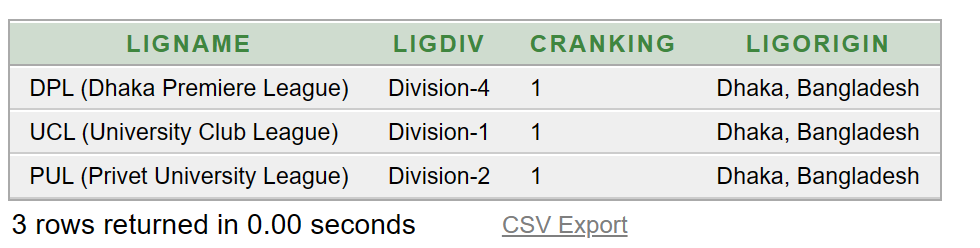 LIGNAME LIGDIV CRANKING LIGORIGIN
DPL (Dhaka Premiere League) Division-4 1 Dhaka, Bangladesh
UCL (University Club League) Division-1 1 Dhaka, Bangladesh
PUL (Privet University League) Division-2 1 Dhaka, Bangladesh
3 rows returned in 0.00 seconds CSV Export